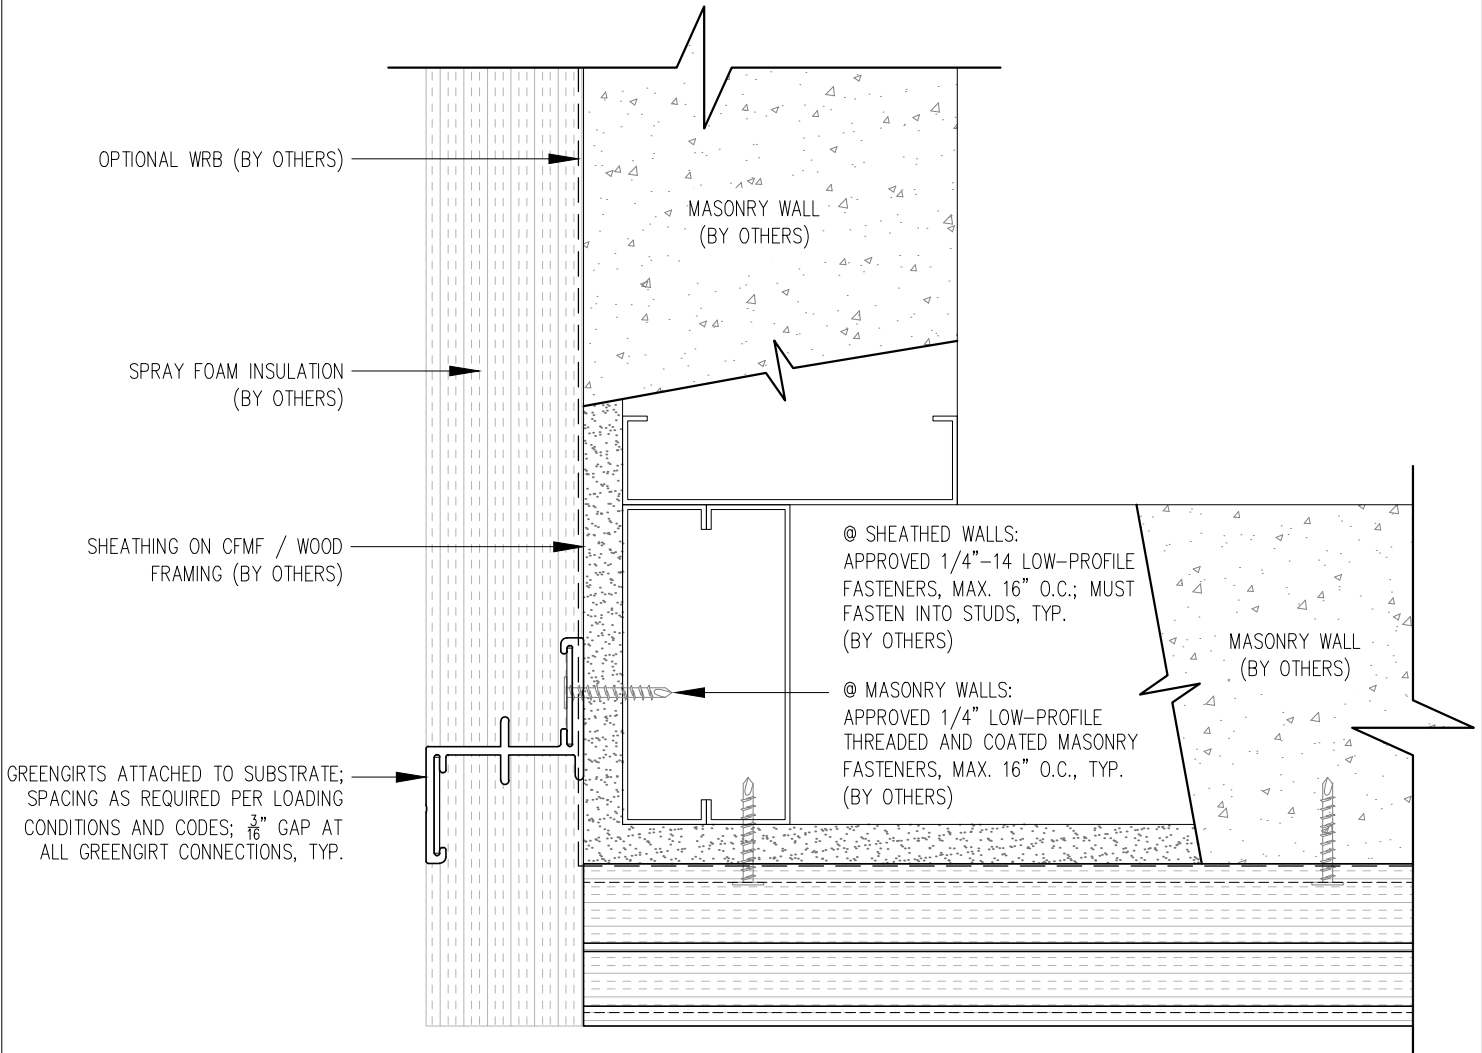 OPTIONAL WRB (BY OTHERS)
MASONRY WALL
(BY OTHERS)
SPRAY FOAM INSULATION
(BY OTHERS)
SHEATHING ON CFMF / WOOD
FRAMING (BY OTHERS)
@ SHEATHED WALLS:
APPROVED 1/4"-14 LOW-PROFILE
FASTENERS, MAX. 16" O.C.; MUST
FASTEN INTO STUDS, TYP.
(BY OTHERS)
MASONRY WALL
(BY OTHERS)
@ MASONRY WALLS:
APPROVED 1/4" LOW-PROFILE
THREADED AND COATED MASONRY
FASTENERS, MAX. 16" O.C., TYP.
(BY OTHERS)
GREENGIRTS ATTACHED TO SUBSTRATE;
SPACING AS REQUIRED PER LOADING
CONDITIONS AND CODES; 3/16" GAP AT
ALL GREENGIRT CONNECTIONS, TYP.